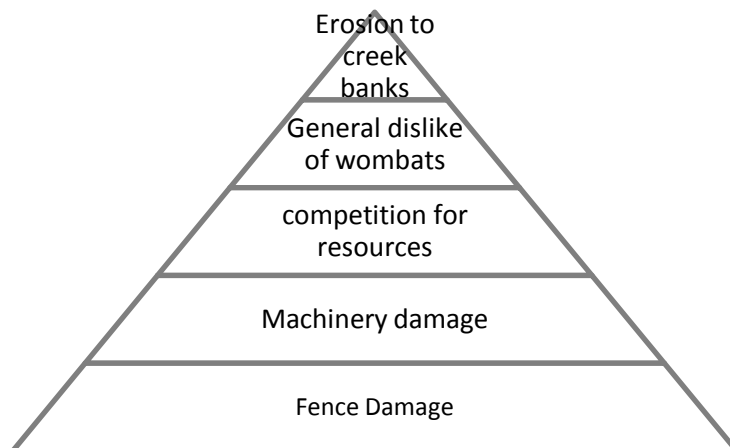 Erosion to
creek
banks
General dislike
of wombats
competition for
resources
Machinery damage
Fence Damage